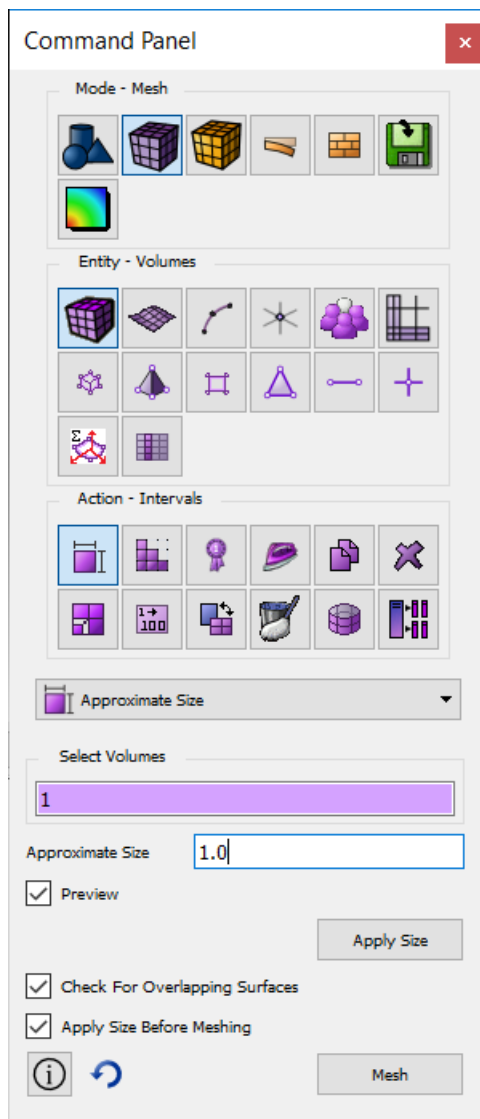 Command Panel
Mode - Mesh
Entity - Volumes
Σ
Action - Intervals
1
1→
100
Approximate Size
Select Volumes
1
Approximate Size
1.0
Preview
Apply Size
Check For Overlapping Surfaces
Apply Size Before Meshing
Mesh